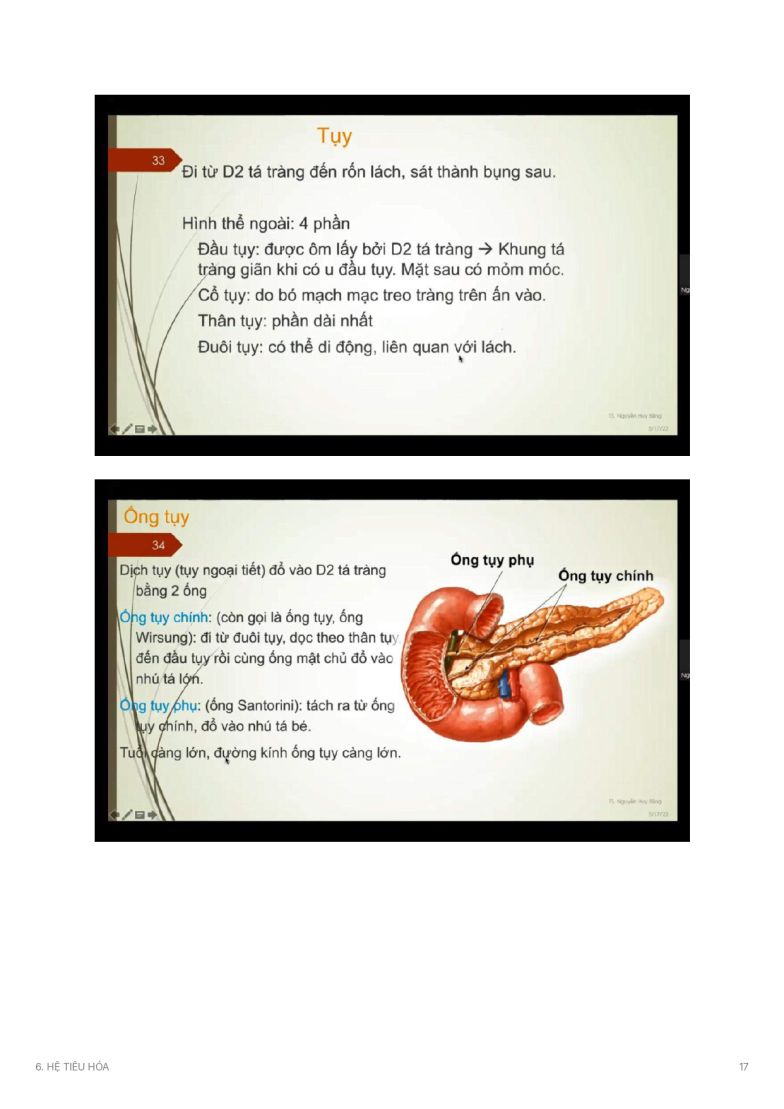 Tụy
33
Đi từ D2 tá tràng đến rốn lách, sát thành bụng sau.
Hình thể ngoài: 4 phần
Đầu tụy: được ôm lấy bởi D2 tá tràng → Khung tá
tràng giãn khi có u đầu tụy. Mặt sau có mỏm móc.
Cổ tụy: do bó mạch mạc treo tràng trên ấn vào.
Thân tụy: phần dài nhất
Đuôi tụy: có thể di động, liên quan với lách.
Ng
Nguyễn Huy Bằng
5/17/22
Ống tụy
34
Dịch tụy (tụy ngoại tiết) đổ vào D2 tá tràng
bằng 2 ống
Ống tụy chính: (còn gọi là ống tụy, ống
Wirsung): đi từ đuôi tụy, dọc theo thân tụy
đến đầu tụy rồi cùng ống mật chủ đổ vào
nhú tá lớn.
Ống tụy phụ: (ống Santorini): tách ra từ ống
tụy chính, đổ vào nhú tá bé.
Tuổi càng lớn, đường kính ống tụy càng lớn.
Ống tụy phụ
Ống tụy chính
Ng
Nguyễn Huy Bằng
5/17/22
6. HỆ TIÊU HÓA
17